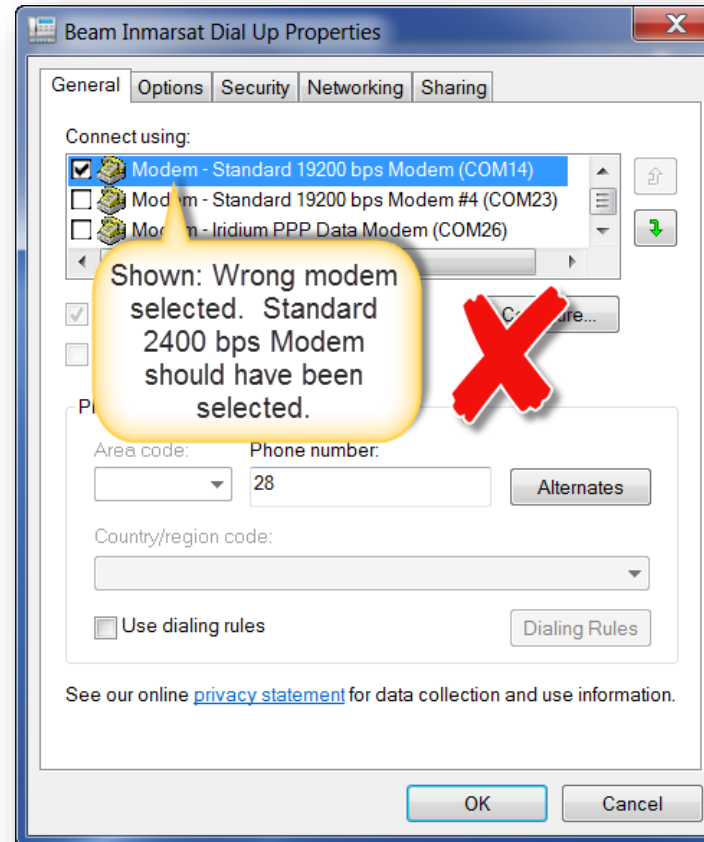 Beam Inmarsat Dial Up Properties
General Options Security Networking Sharing
Connect using:
Modem - Standard 19200 bps Modem (COM14)
Modem - Standard 19200 bps Modem #4 (COM23)
- Iridium PPP Data Modem (COM26)
Shown: Wrong modem
selected. Standard
2400 bps Modem
should have been
selected.
Area code: Phone number:
28
Alternates
Country/region code:
Use dialing rules
Dialing Rules
See our online privacy statement for data collection and use information.
OK Cancel